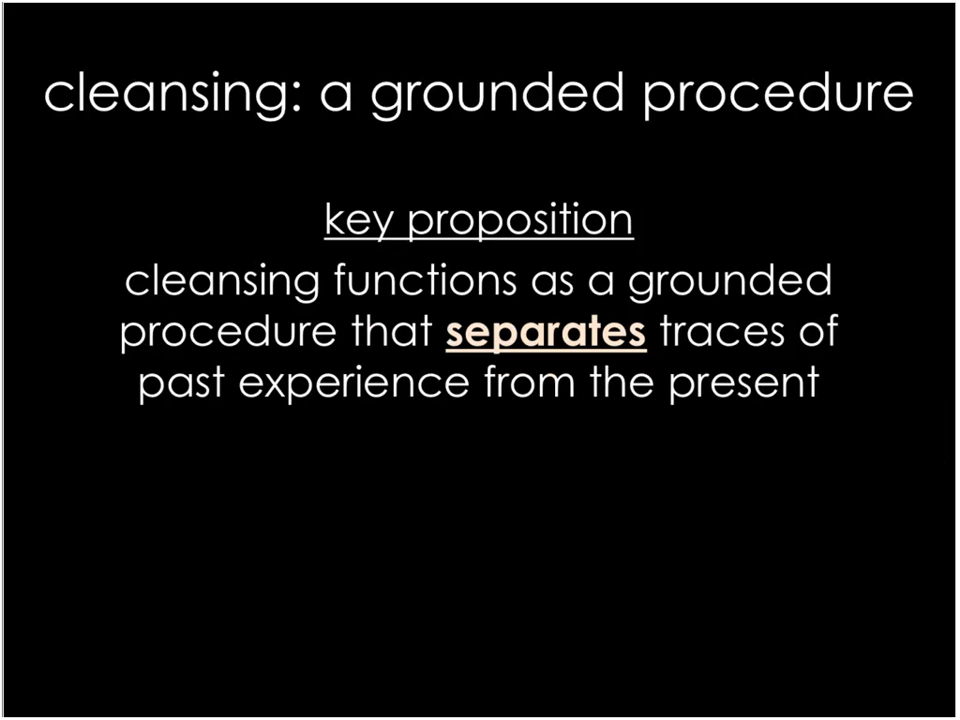 cleansing: a grounded procedure
key proposition
cleansing functions as a grounded
procedure that separates traces of
past experience from the present